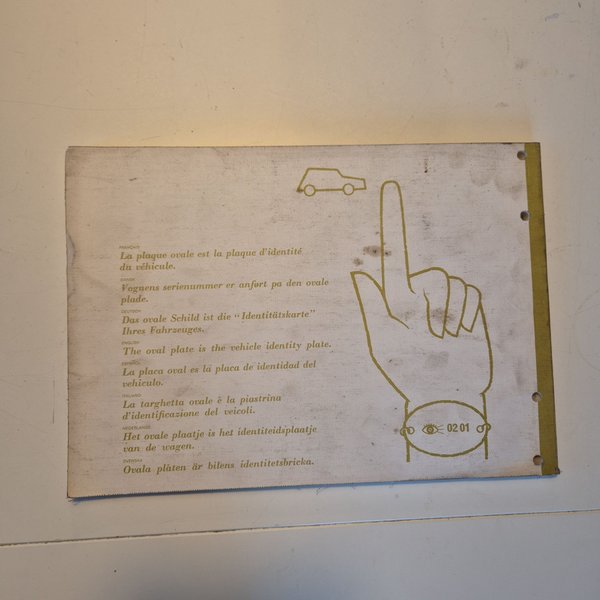 FRANÇAIS
La plaque ovale est la plaque d'identité
du véhicule.
DANSK
Vognens serienummer er anført pa den ovale
plade.
DEUTSCH
Das ovale Schild ist die "Identitätskarte"
Ihres Fahrzeuges.
ENGLISH
The oval plate is the vehicle identity plate.
ESPAÑOL
La placa oval es la placa de identidad del
vehiculo.
ITALIANO
La targhetta ovale è la piastrina
d'identificazione del veicoli.
NEDERLANDS
Het ovale plaatje is het identiteidsplaatje
van de wagen.
SVENSKA
Ovala plåten är bilens identitetsbricka.
02 01